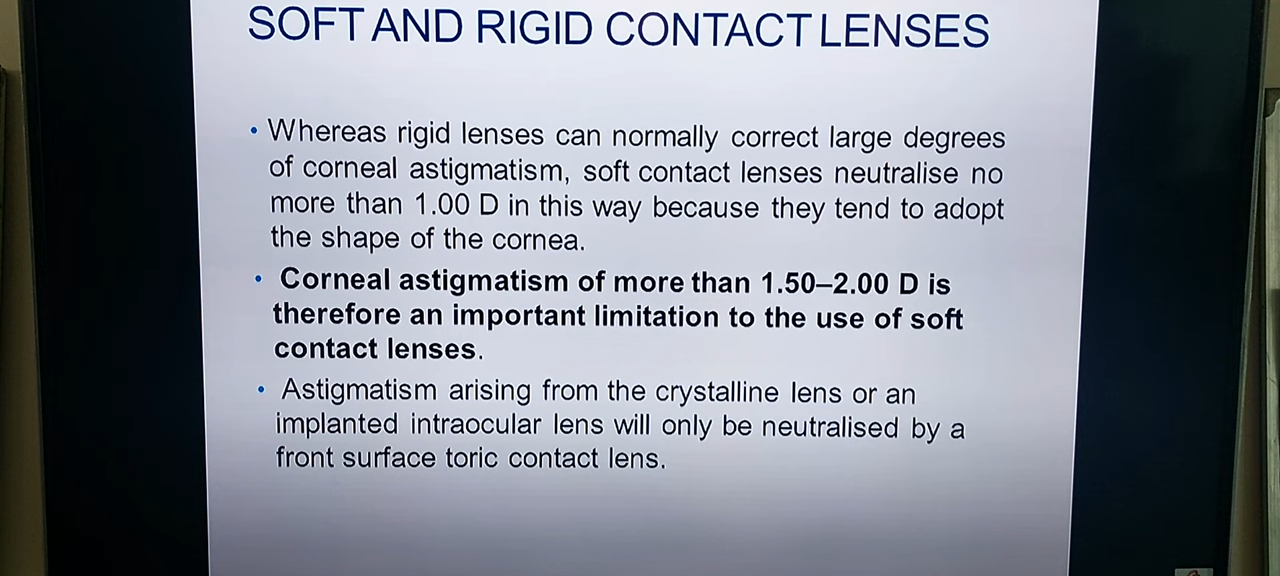 SOFT AND RIGID CONTACT LENSES
• Whereas rigid lenses can normally correct large degrees
of corneal astigmatism, soft contact lenses neutralise no
more than 1.00 D in this way because they tend to adopt
the shape of the cornea.
• Corneal astigmatism of more than 1.50–2.00 D is
therefore an important limitation to the use of soft
contact lenses.
• Astigmatism arising from the crystalline lens or an
implanted intraocular lens will only be neutralised by a
front surface toric contact lens.